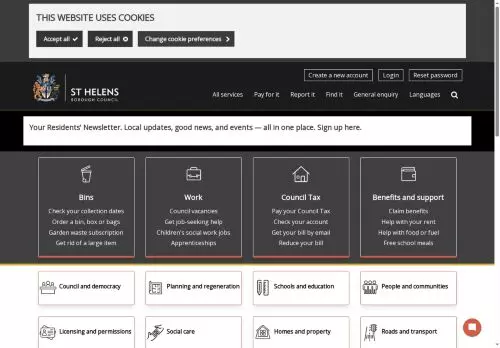 THIS WEBSITE USES COOKIES
Accept all
Reject all
Change cookie preferences
Create a new account
Login
Reset password
ST HELENS
BOROUGH COUNCIL
All services
Pay for it
Report it
Find it
General enquiry
Languages
Your Residents' Newsletter. Local updates, good news, and events — all in one place. Sign up here.
Bins
Check your collection dates
Order a bin, box or bags
Garden waste subscription
Get rid of a large item
Work
Council vacancies
Get job-seeking help
Children's social work jobs
Apprenticeships
Council Tax
Pay your Council Tax
Check your account
Get your bill by email
Reduce your bill
Benefits and support
Claim benefits
Help with your rent
Help with food or fuel
Free school meals
Council and democracy
Planning and regeneration
Schools and education
People and communities
Licensing and permissions
Social care
Homes and property
Roads and transport